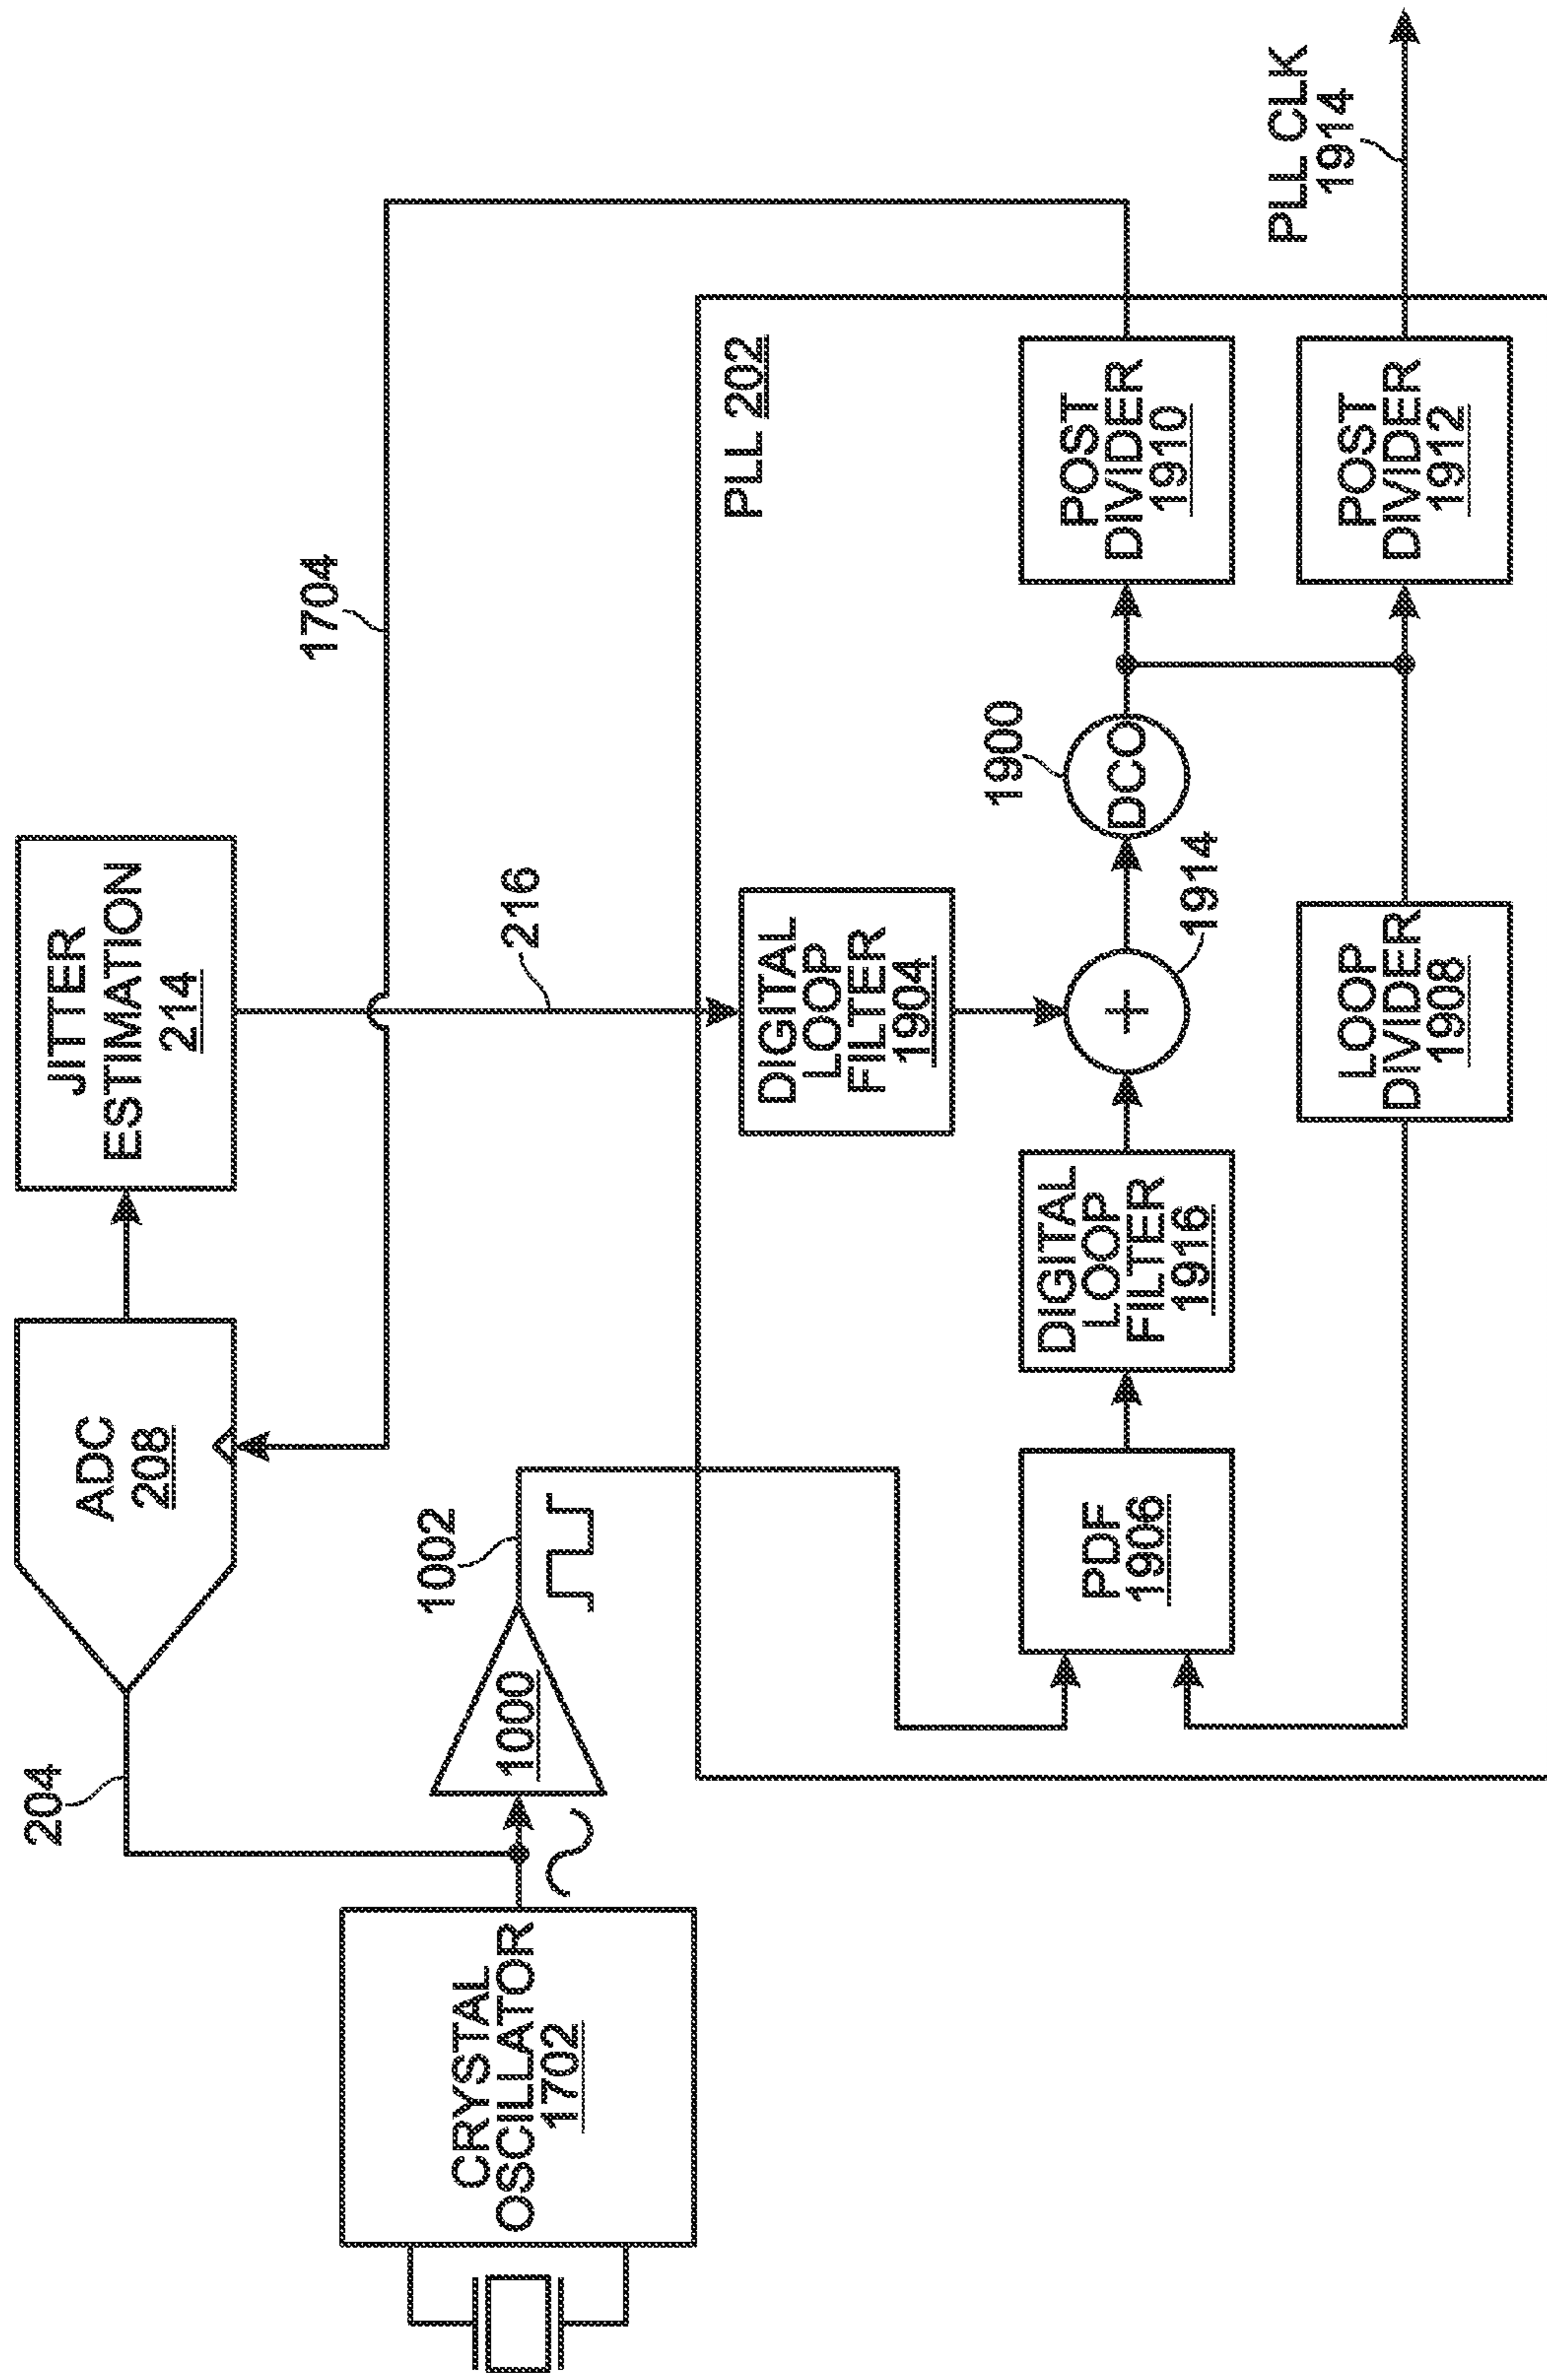 JITTER
ESTIMATION
214
ADC
208
204
1704
216
1002
1000
CRYSTAL
OSCILLATOR
1702
PLL 202
DIGITAL
LOOP
FILTER
1904
1900
DCO
1914
PDF
1906
DIGITAL
LOOP
FILTER
1916
+
POST
DIVIDER
1910
LOOP
DIVIDER
1908
POST
DIVIDER
1912
PLL CLK
1914